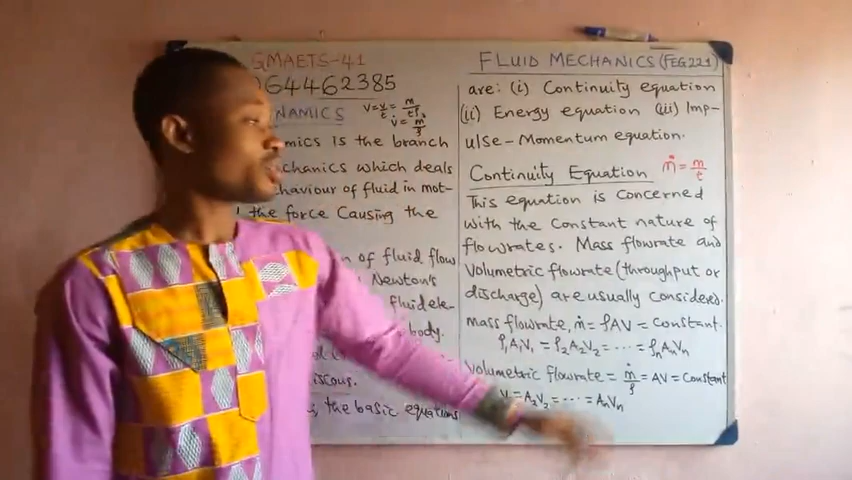 GMAETS-41
64462385
NAMICS
V = v/t = m/tρ
v̇ = ṁ/ρ
mics is the branch
chanics which deals
haviour of fluid in mot-
the force causing the
n of fluid flow
Newton's
fluid ele-
body.
iscous.
the basic equations
FLUID MECHANICS (FEG221)
are: (i) Continuity equation
(ii) Energy equation (iii) Imp-
ulse-Momentum equation.
Continuity Equation ṁ = m/t
This equation is concerned
with the constant nature of
flowrates. Mass flowrate and
Volumetric flowrate (throughput or
discharge) are usually considered.
mass flowrate, ṁ = ρAV = constant.
ρ₁A₁V₁ = ρ₂A₂V₂ = ---- = ρₙAₙVₙ
Volumetric flowrate = ṁ/ρ = AV = constant
V₁ = A₂V₂ = ---- = AₙVₙ